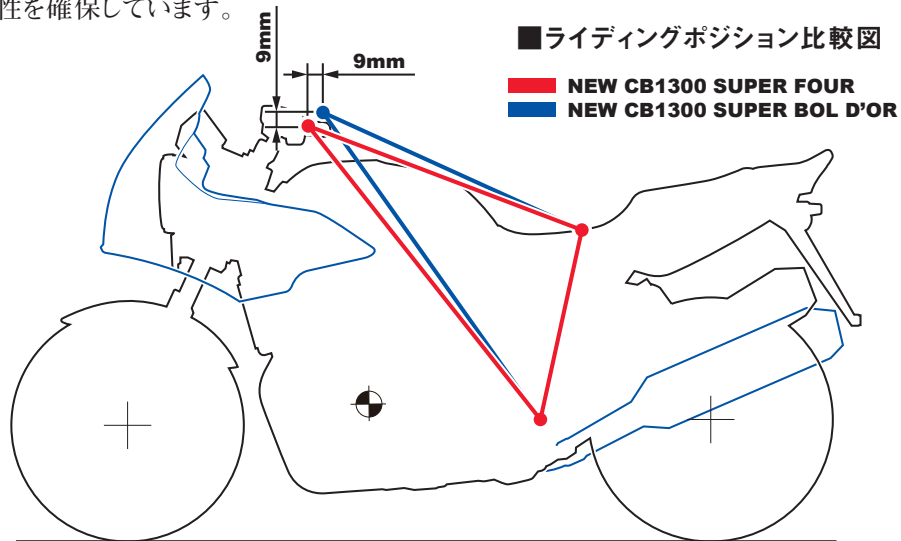 性を確保しています。
■ライディングポジション比較図
9mm
9mm
NEW CB1300 SUPER FOUR
NEW CB1300 SUPER BOL D'OR